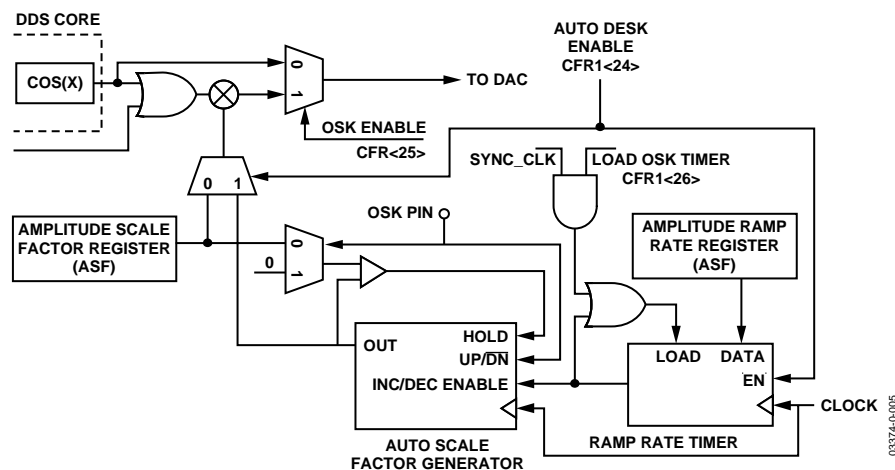 DDS CORE
COS(X)
0
1
TO DAC
OSK ENABLE
CFR<25>
AUTO DESK
ENABLE
CFR1<24>
0 1
SYNC_CLK
LOAD OSK TIMER
CFR1<26>
OSK PIN
AMPLITUDE SCALE
FACTOR REGISTER
(ASF)
0
1
0
AMPLITUDE RAMP
RATE REGISTER
(ASF)
OUT
HOLD
UP/DN
INC/DEC ENABLE
LOAD DATA
EN
CLOCK
RAMP RATE TIMER
AUTO SCALE
FACTOR GENERATOR
03374-0-005